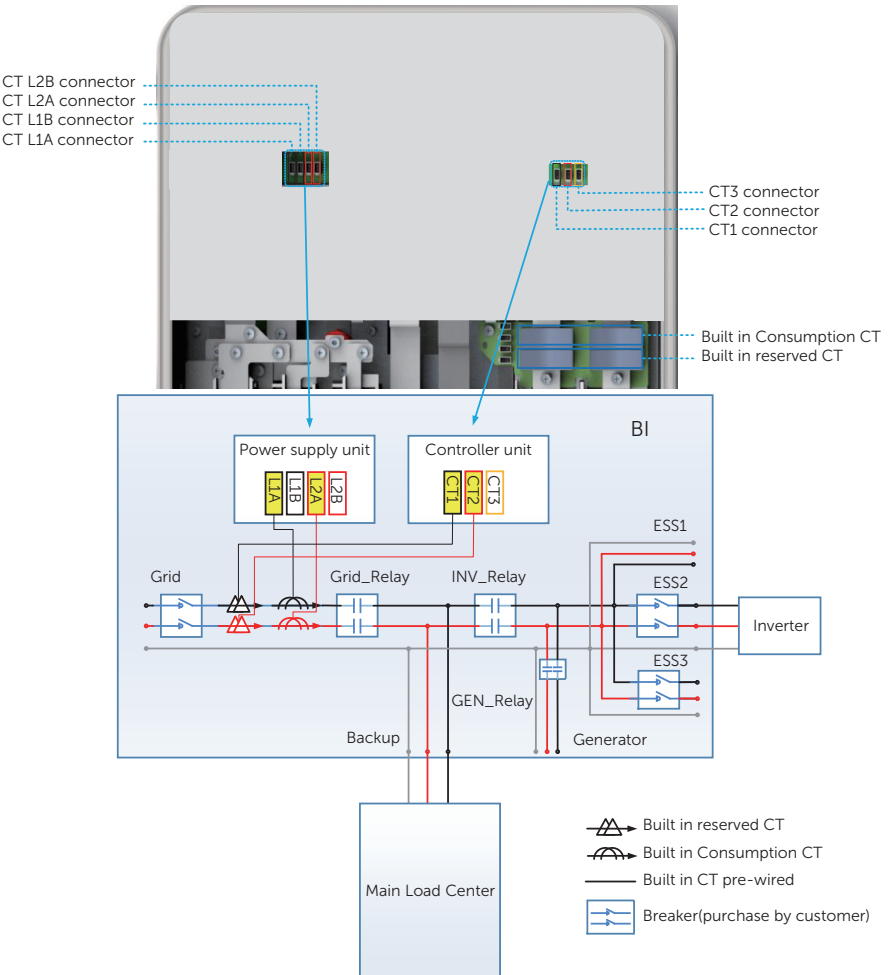 CT L2B connector
CT L2A connector
CT L1B connector
CT L1A connector
CT3 connector
CT2 connector
CT1 connector
Built in Consumption CT
Built in reserved CT
BI
Power supply unit
L1A
L1B
L2A
L2B
Controller unit
CT1
CT2
CT3
ESS1
Grid
Grid_Relay
INV_Relay
ESS2
Inverter
ESS3
GEN_Relay
Backup
Generator
Main Load Center
Built in reserved CT
Built in Consumption CT
Built in CT pre-wired
Breaker(purchase by customer)